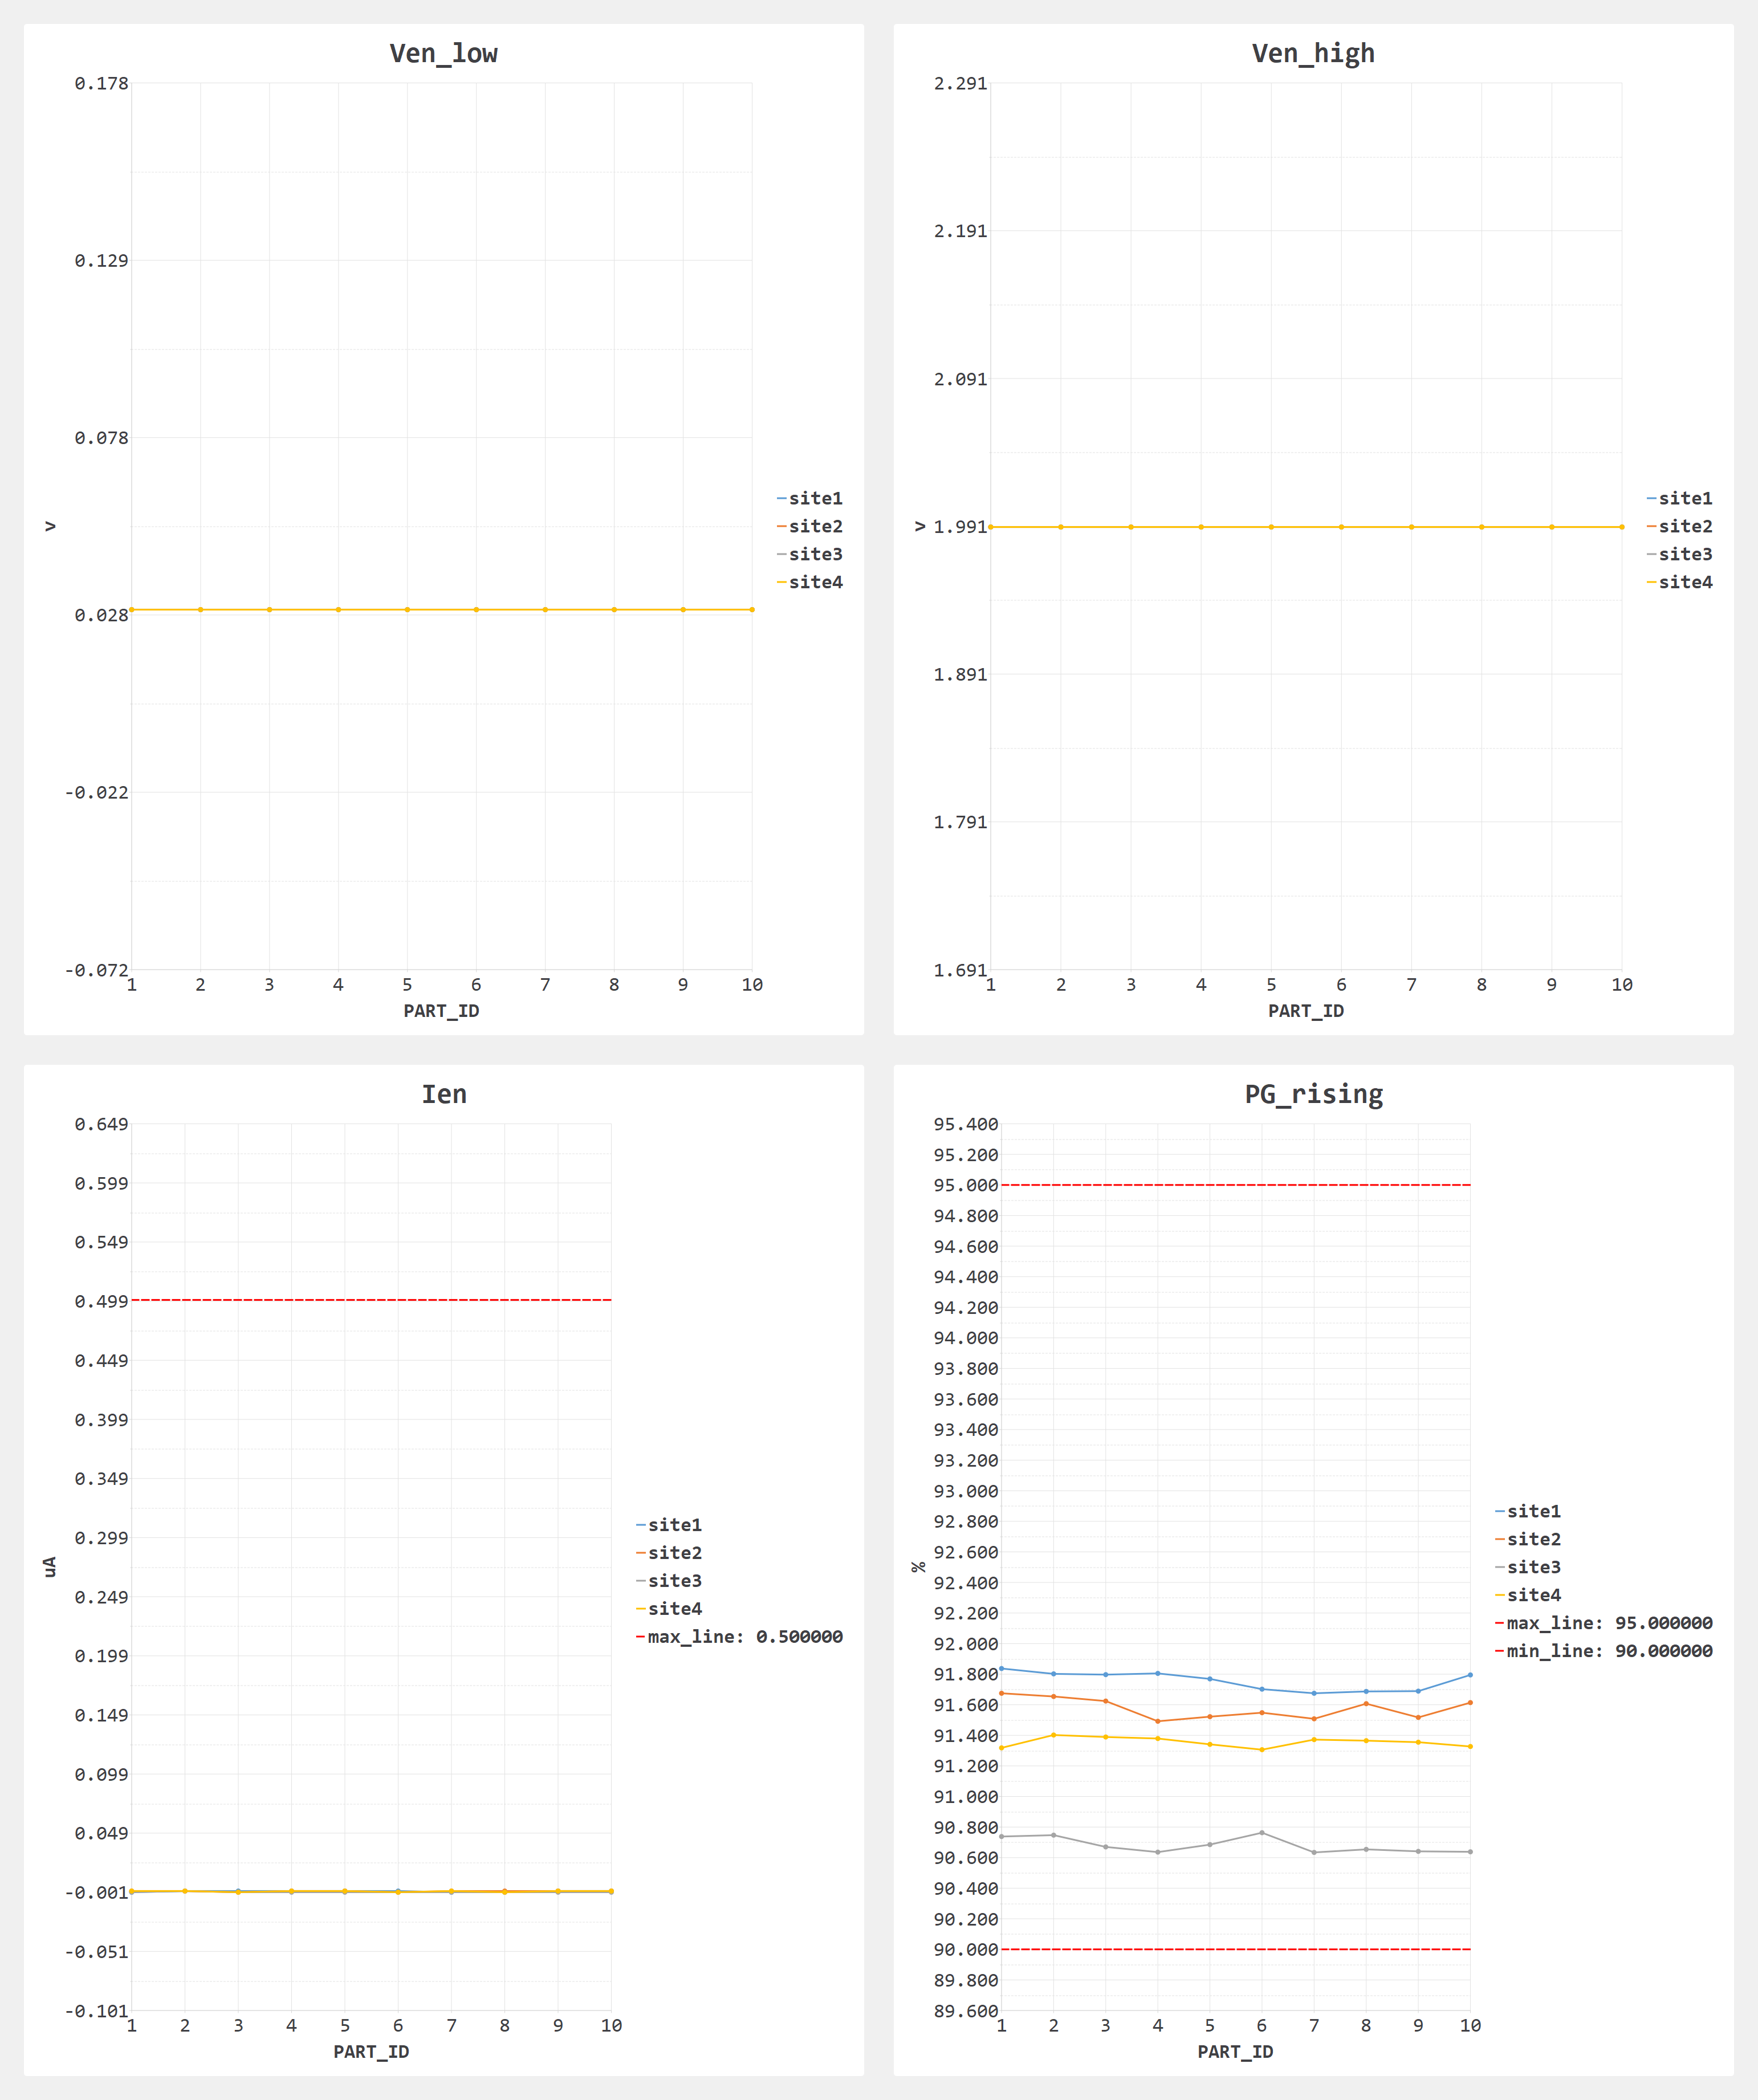 Ven_low
0.178
0.129
0.078
0.028
-0.022
-0.072
V
1 2 3 4 5 6 7 8 9 10
PART_ID
site1
site2
site3
site4
Ven_high
2.291
2.191
2.091
1.991
1.891
1.791
1.691
V
1 2 3 4 5 6 7 8 9 10
PART_ID
site1
site2
site3
site4
Ien
0.649
0.599
0.549
0.499
0.449
0.399
0.349
0.299
0.249
0.199
0.149
0.099
0.049
-0.001
-0.051
-0.101
uA
1 2 3 4 5 6 7 8 9 10
PART_ID
site1
site2
site3
site4
max_line: 0.500000
PG_rising
95.400
95.200
95.000
94.800
94.600
94.400
94.200
94.000
93.800
93.600
93.400
93.200
93.000
92.800
92.600
92.400
92.200
92.000
91.800
91.600
91.400
91.200
91.000
90.800
90.600
90.400
90.200
90.000
89.800
89.600
%
1 2 3 4 5 6 7 8 9 10
PART_ID
site1
site2
site3
site4
max_line: 95.000000
min_line: 90.000000